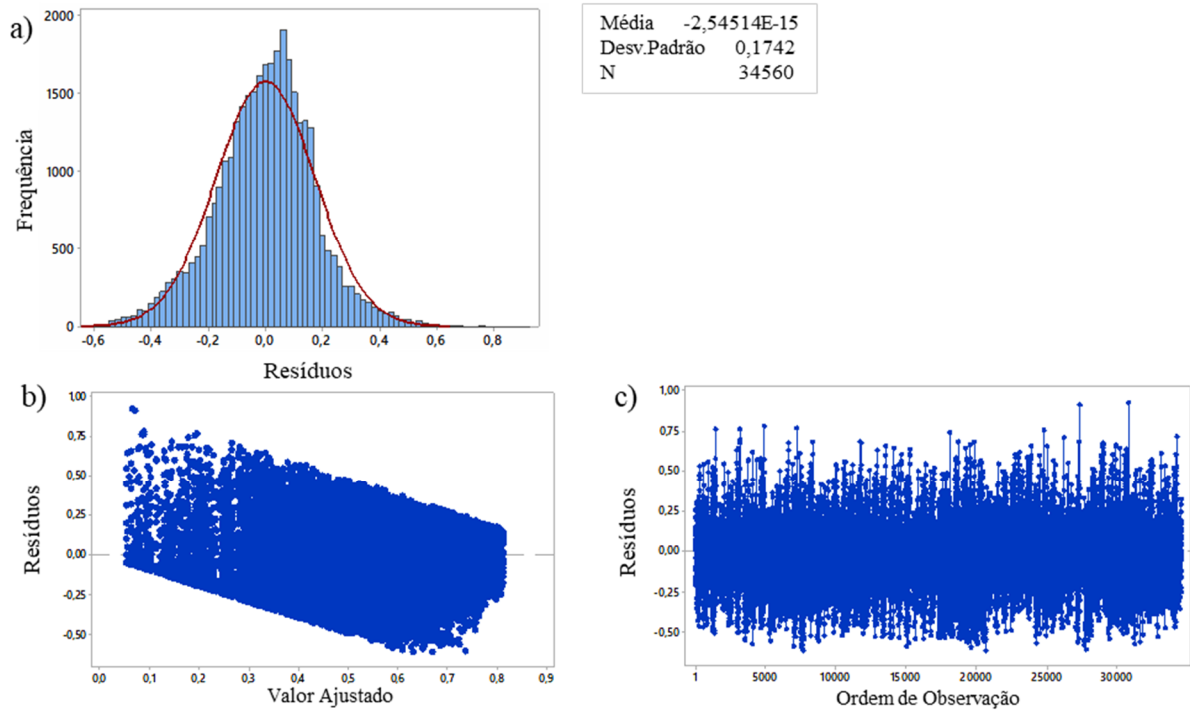 a)
2000
1500
1000
500
0
Frequência
-0,6 -0,4 -0,2 0,0 0,2 0,4 0,6 0,8
Resíduos
Média -2,54514E-15
Desv.Padrão 0,1742
N 34560
b)
1,00
0,75
0,50
0,25
0,00
-0,25
-0,50
Resíduos
0,0 0,1 0,2 0,3 0,4 0,5 0,6 0,7 0,8 0,9
Valor Ajustado
c)
1,00
0,75
0,50
0,25
0,00
-0,25
-0,50
Resíduos
1 5000 10000 15000 20000 25000 30000
Ordem de Observação